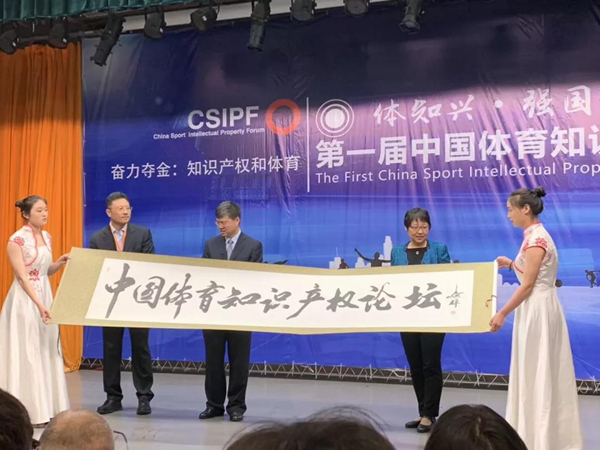 CSIPF
China Sport Intellectual Property Forum
奋力夺金：知识产权和体育
体知兴·强国
第一届中国体育知识
The First China Sport Intellectual Prop
中国体育知识产权论坛